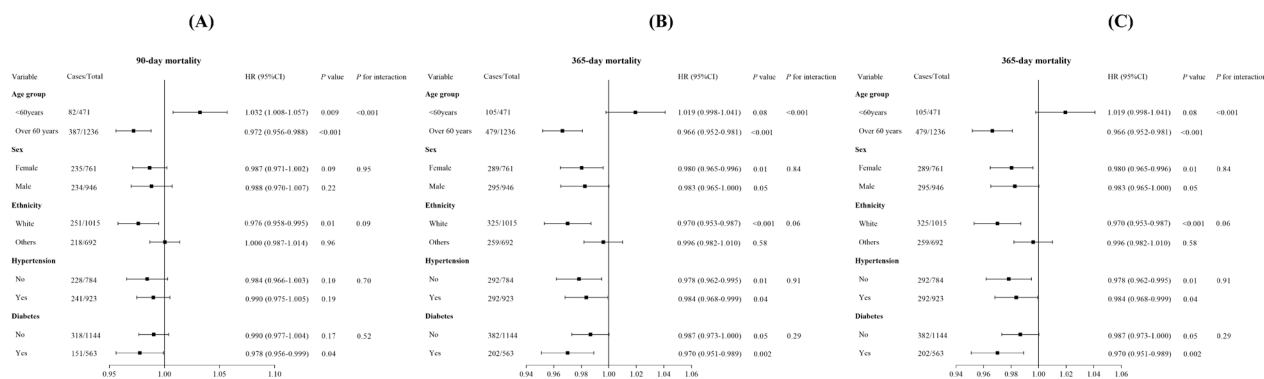 (A)
90-day mortality
Variable Cases/Total HR (95%CI) P value P for interaction
Age group
<60years 82/471 1.032 (1.008-1.057) 0.009 <0.001
Over 60 years 387/1236 0.972 (0.956-0.988) <0.001
Sex
Female 235/761 0.987 (0.971-1.002) 0.09 0.95
Male 234/946 0.988 (0.970-1.007) 0.22
Ethnicity
White 251/1015 0.976 (0.958-0.995) 0.01 0.09
Others 218/692 1.000 (0.987-1.014) 0.96
Hypertension
No 228/784 0.984 (0.966-1.003) 0.10 0.70
Yes 241/923 0.990 (0.975-1.005) 0.19
Diabetes
No 318/1144 0.990 (0.977-1.004) 0.17 0.52
Yes 151/563 0.978 (0.956-0.999) 0.04
0.95 1.00 1.10
(B)
365-day mortality
Variable Cases/Total HR (95%CI) P value P for interaction
Age group
<60years 105/471 1.019 (0.998-1.041) 0.08 <0.001
Over 60 years 479/1236 0.966 (0.952-0.981) <0.001
Sex
Female 289/761 0.980 (0.965-0.996) 0.01 0.84
Male 295/946 0.983 (0.965-1.000) 0.05
Ethnicity
White 325/1015 0.970 (0.953-0.987) <0.001 0.06
Others 259/692 0.996 (0.982-1.010) 0.58
Hypertension
No 292/784 0.978 (0.962-0.995) 0.01 0.91
Yes 292/923 0.984 (0.968-0.999) 0.04
Diabetes
No 382/1144 0.987 (0.973-1.000) 0.05 0.29
Yes 202/563 0.970 (0.951-0.989) 0.002
0.94 0.96 0.98 1.00 1.02 1.04 1.06
(C)
365-day mortality
Variable Cases/Total HR (95%CI) P value P for interaction
Age group
<60years 105/471 1.019 (0.998-1.041) 0.08 <0.001
Over 60 years 479/1236 0.966 (0.952-0.981) <0.001
Sex
Female 289/761 0.980 (0.965-0.996) 0.01 0.84
Male 295/946 0.983 (0.965-1.000) 0.05
Ethnicity
White 325/1015 0.970 (0.953-0.987) <0.001 0.06
Others 259/692 0.996 (0.982-1.010) 0.58
Hypertension
No 292/784 0.978 (0.962-0.995) 0.01 0.91
Yes 292/923 0.984 (0.968-0.999) 0.04
Diabetes
No 382/1144 0.987 (0.973-1.000) 0.05 0.29
Yes 202/563 0.970 (0.951-0.989) 0.002
0.94 0.96 0.98 1.00 1.02 1.04 1.06